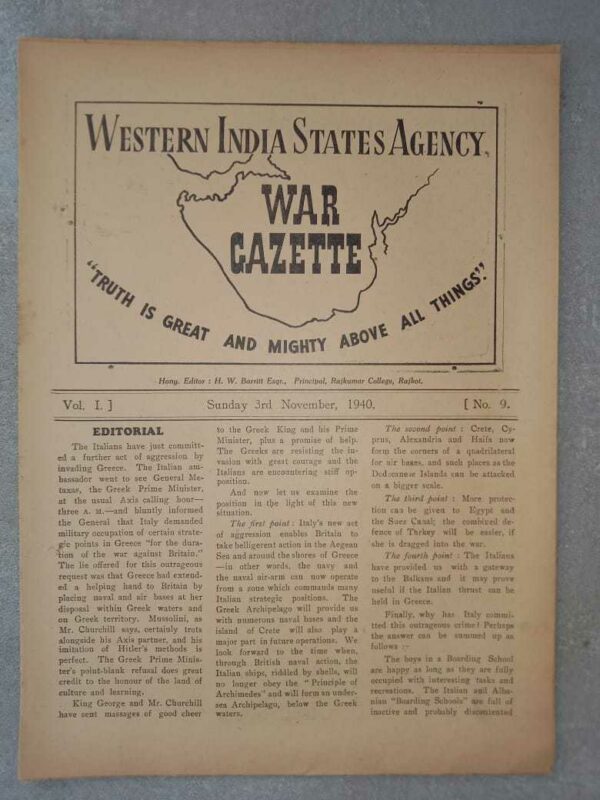 WESTERN INDIA STATES AGENCY.
WAR
GAZETTE
"TRUTH IS GREAT AND MIGHTY ABOVE ALL THINGS."
Hony. Editor : H. W. Barritt Esqr., Principal, Rajkumar College, Rajkot.
Vol. I. ] Sunday 3rd November, 1940. [ No. 9.
EDITORIAL
The Italians have just committ-
ed a further act of aggression by
invading Greece. The Italian am-
bassador went to see General Me-
taxas, the Greek Prime Minister,
at the usual Axis calling hour—
three A. M.—and bluntly informed
the General that Italy demanded
military occupation of certain strate-
gic points in Greece "for the dura-
tion of the war against Britain."
The lie offered for this outrageous
request was that Greece had extend-
ed a helping hand to Britain by
placing naval and air bases at her
disposal within Greek waters and
on Greek territory. Mussolini, as
Mr. Churchill says, certainly trots
alongside his Axis partner, and his
imitation of Hitler's methods is
perfect. The Greek Prime Minis-
ter's point-blank refusal does great
credit to the honour of the land of
culture and learning.
King George and Mr. Churchill
have sent massages of good cheer
to the Greek King and his Prime
Minister, plus a promise of help.
The Greeks are resisting the in-
vasion with great courage and the
Italians are encountering stiff op-
position.
And now let us examine the
position in the light of this new
situation.
The first point : Italy's new act
of aggression enables Britain to
take belligerent action in the Aegean
Sea and around the shores of Greece
—in other words, the navy and
the naval air-arm can now operate
from a zone which commands many
Italian strategic positions. The
Greek Archipelago will provide us
with numerous naval bases and the
island of Crete will also play a
major part in future operations. We
look forward to the time when,
through British naval action, the
Italian ships, riddled by shells, will
no longer obey the "Principle of
Archimedes" and will form an under-
sea Archipelago, below the Greek
waters.
The second point : Crete, Cy-
prus, Alexandria and Haifa now
form the corners of a quadrilateral
for air bases, and such places as the
Dodecanese Islands can be attacked
on a bigger scale.
The third point : More protec-
tion can be given to Egypt and
the Suez Canal; the combined de-
fence of Turkey will be easier, if
she is dragged into the war.
The fourth point : The Italians
have provided us with a gateway
to the Balkans and it may prove
useful if the Italian thrust can be
held in Greece.
Finally, why has Italy commit-
ted this outrageous crime? Perhaps
the answer can be summed up as
follows :-
The boys in a Boarding School
are happy as long as they are fully
occupied with interesting tasks and
recreations. The Italian and Alba-
nian "Boarding Schools" are full of
inactive and probably discontented